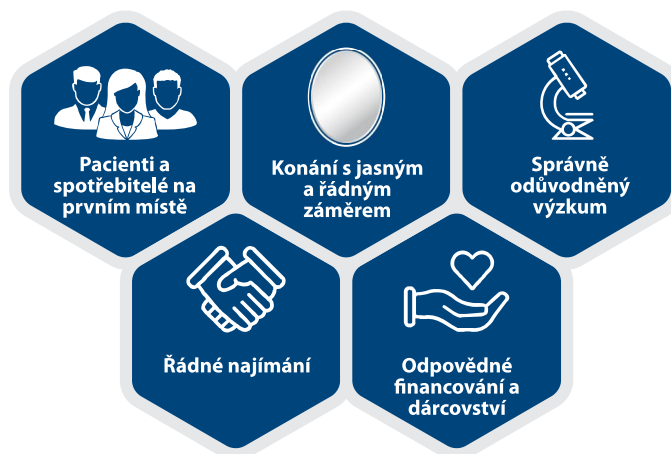 Pacienti a
spotřebitelé na
prvním místě
Konání s jasným
a řádným
záměrem
Správně
odůvodněný
výzkum
Řádné najímání
Odpovědné
financování a
dárcovství